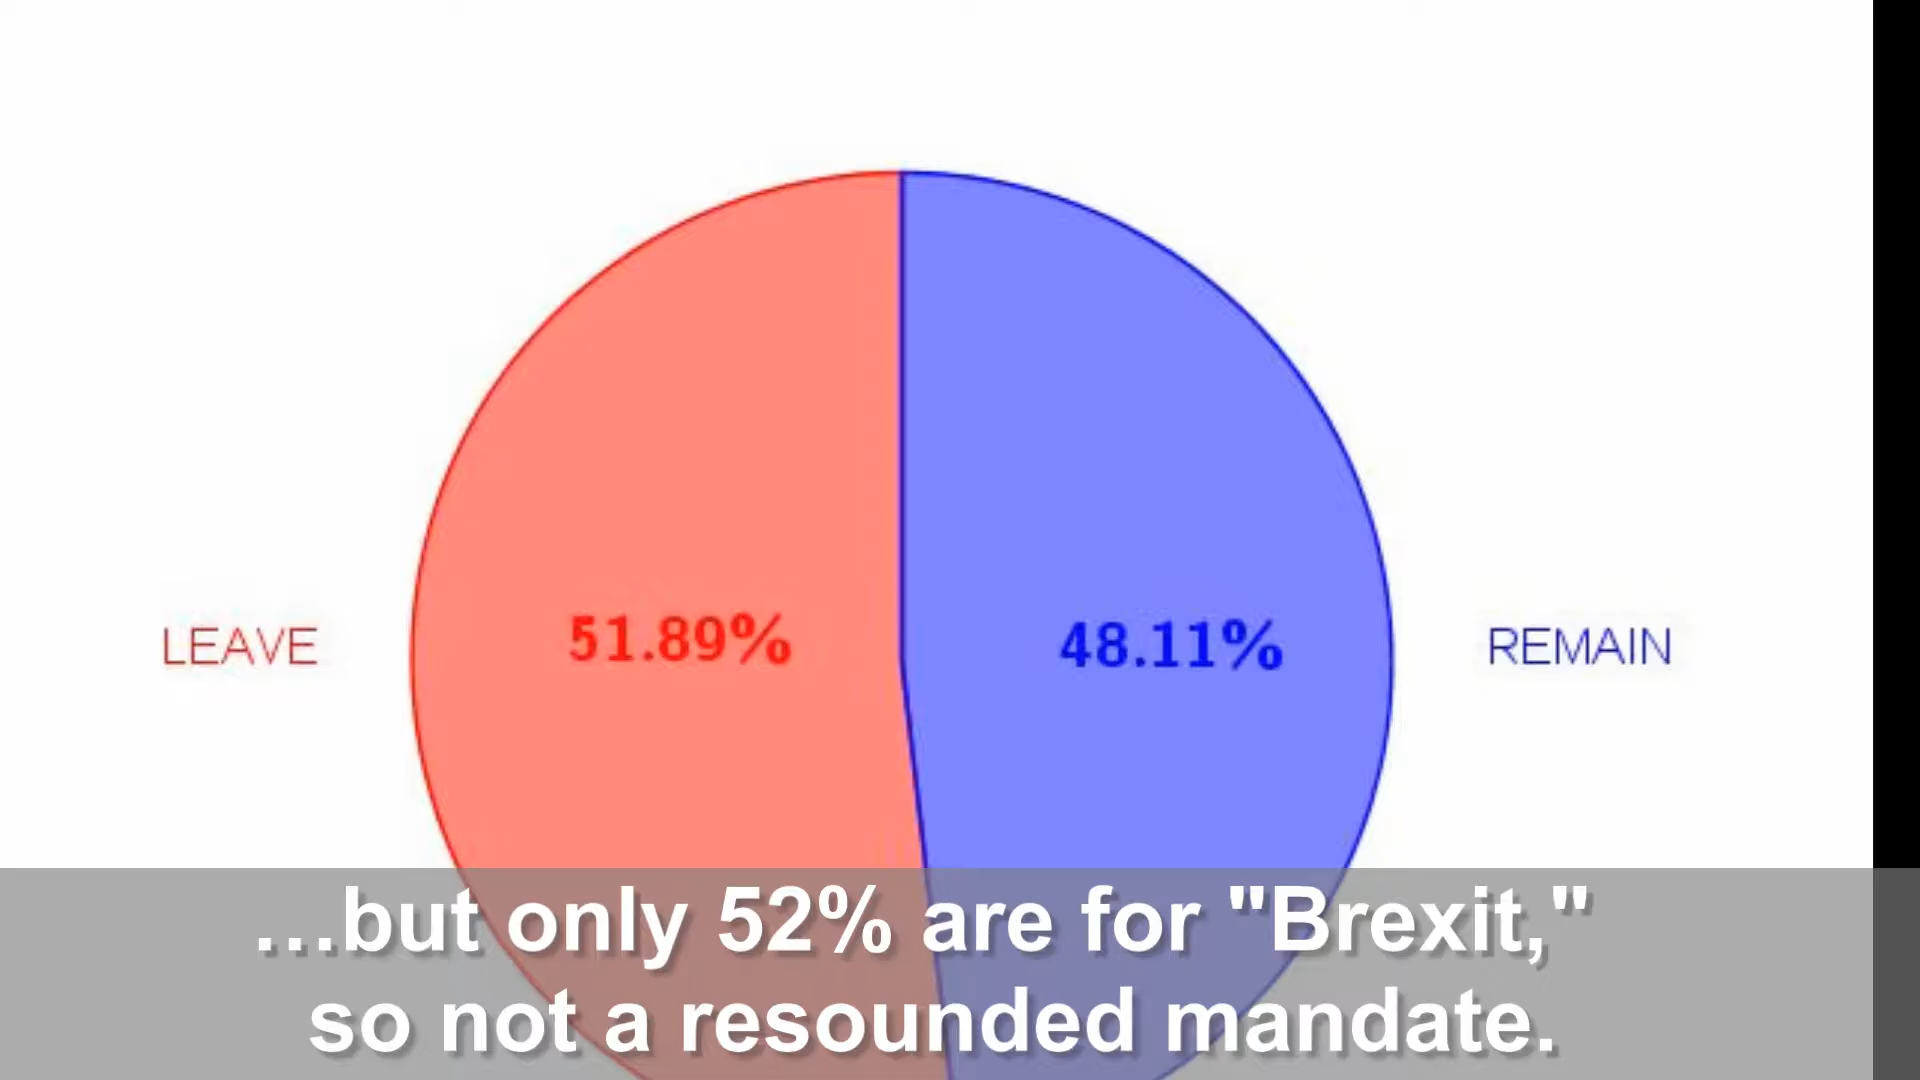 LEAVE
51.89%
48.11%
REMAIN
…but only 52% are for "Brexit,"
so not a resounded mandate.